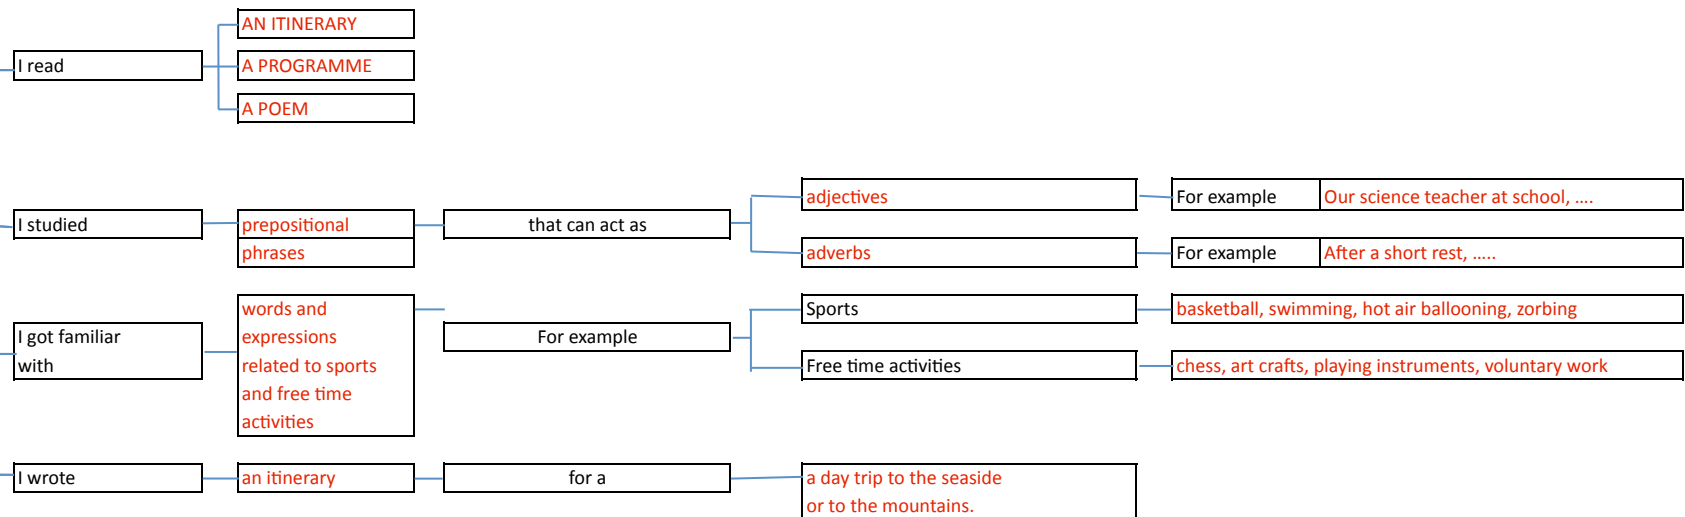 AN ITINERARY
I read
A PROGRAMME
A POEM
adjectives
For example
Our science teacher at school, ....
I studied
prepositional
phrases
that can act as
adverbs
For example
After a short rest, .....
I got familiar
with
words and
expressions
related to sports
and free time
activities
For example
Sports
basketball, swimming, hot air ballooning, zorbing
Free time activities
chess, art crafts, playing instruments, voluntary work
I wrote
an itinerary
for a
a day trip to the seaside
or to the mountains.